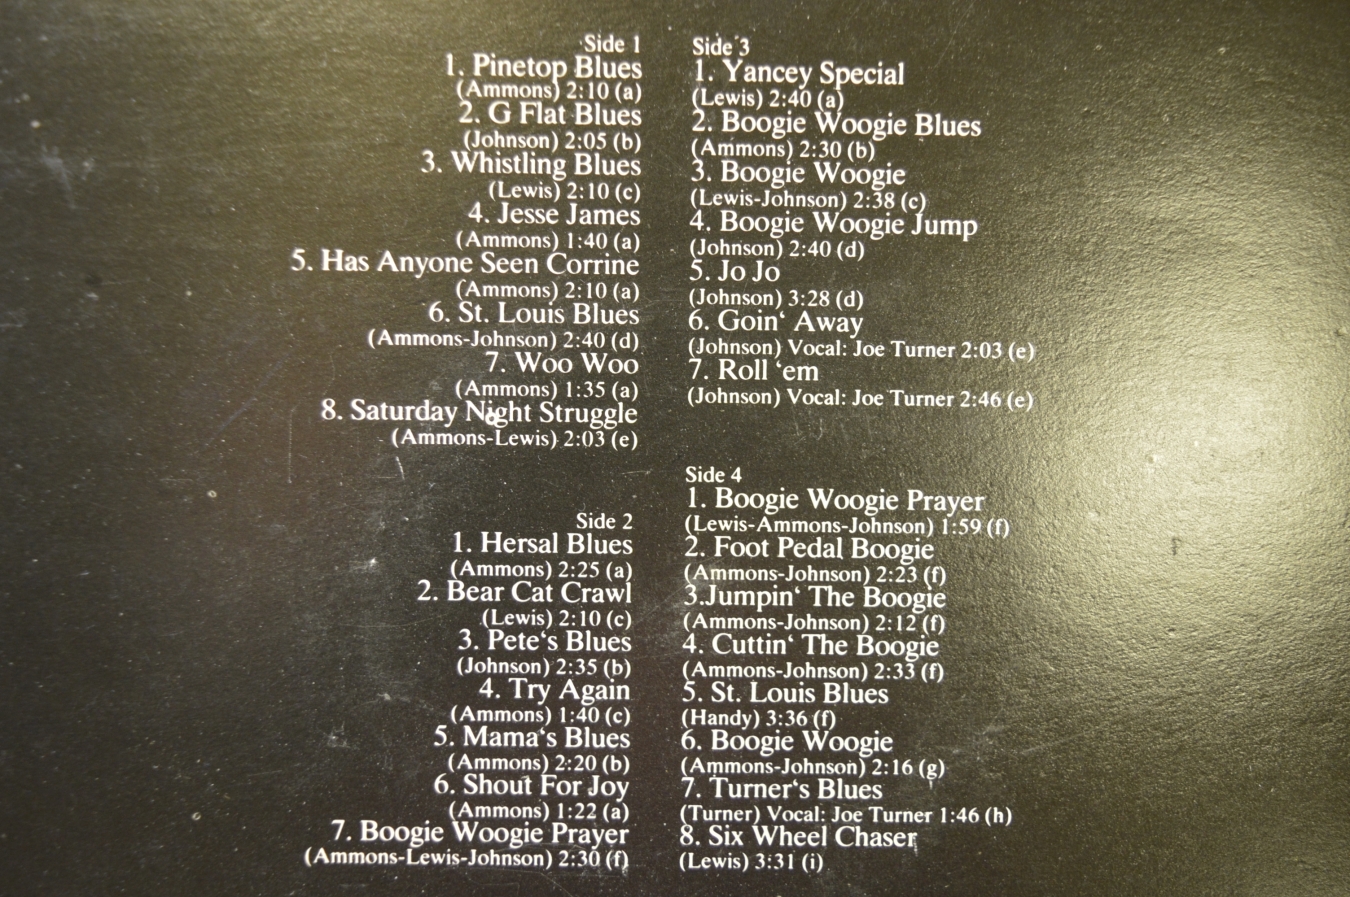 Side 1
1. Pinetop Blues
(Ammons) 2:10 (a)
2. G Flat Blues
(Johnson) 2:05 (b)
3. Whistling Blues
(Lewis) 2:10 (c)
4. Jesse James
(Ammons) 1:40 (a)
5. Has Anyone Seen Corrine
(Ammons) 2:10 (a)
6. St. Louis Blues
(Ammons-Johnson) 2:40 (d)
7. Woo Woo
(Ammons) 1:35 (a)
8. Saturday Night Struggle
(Ammons-Lewis) 2:03 (e)
Side 2
1. Hersal Blues
(Ammons) 2:25 (a)
2. Bear Cat Crawl
(Lewis) 2:10 (c)
3. Pete‘s Blues
(Johnson) 2:35 (b)
4. Try Again
(Ammons) 1:40 (c)
5. Mama‘s Blues
(Ammons) 2:20 (b)
6. Shout For Joy
(Ammons) 1:22 (a)
7. Boogie Woogie Prayer
(Ammons-Lewis-Johnson) 2:30 (f)
Side 3
1. Yancey Special
(Lewis) 2:40 (a)
2. Boogie Woogie Blues
(Ammons) 2:30 (b)
3. Boogie Woogie
(Lewis-Johnson) 2:38 (c)
4. Boogie Woogie Jump
(Johnson) 2:40 (d)
5. Jo Jo
(Johnson) 3:28 (d)
6. Goin‘ Away
(Johnson) Vocal: Joe Turner 2:03 (e)
7. Roll ‘em
(Johnson) Vocal: Joe Turner 2:46 (e)
Side 4
1. Boogie Woogie Prayer
(Lewis-Ammons-Johnson) 1:59 (f)
2. Foot Pedal Boogie
(Ammons-Johnson) 2:23 (f)
3.Jumpin‘ The Boogie
(Ammons-Johnson) 2:12 (f)
4. Cuttin‘ The Boogie
(Ammons-Johnson) 2:33 (f)
5. St. Louis Blues
(Handy) 3:36 (f)
6. Boogie Woogie
(Ammons-Johnson) 2:16 (g)
7. Turner‘s Blues
(Turner) Vocal: Joe Turner 1:46 (h)
8. Six Wheel Chaser
(Lewis) 3:31 (i)